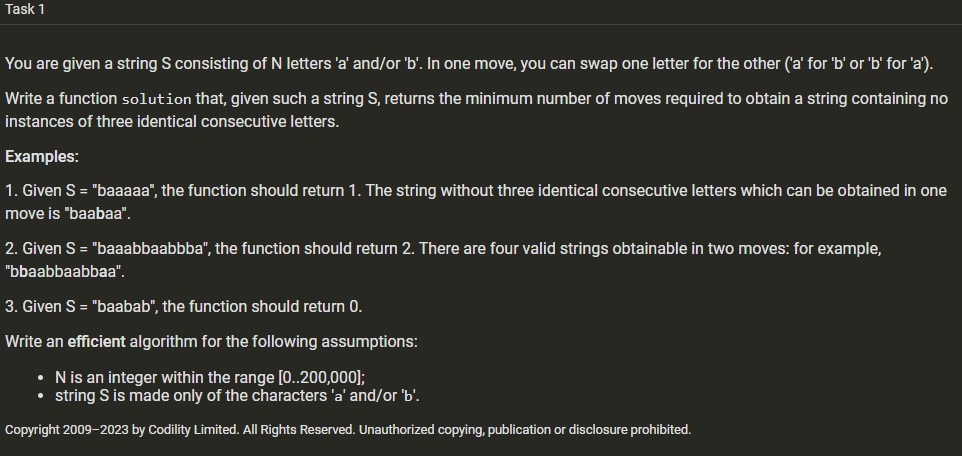 Task 1
You are given a string S consisting of N letters 'a' and/or 'b'. In one move, you can swap one letter for the other ('a' for 'b' or 'b' for 'a').
Write a function solution that, given such a string S, returns the minimum number of moves required to obtain a string containing no
instances of three identical consecutive letters.
Examples:
1. Given S = "baaaaa", the function should return 1. The string without three identical consecutive letters which can be obtained in one
move is "baabaa".
2. Given S = "baaabbaabbba", the function should return 2. There are four valid strings obtainable in two moves: for example,
"bbaabbaabbaa".
3. Given S = "baabab", the function should return 0.
Write an efficient algorithm for the following assumptions:
• N is an integer within the range [0..200,000];
• string S is made only of the characters 'a' and/or 'b'.
Copyright 2009–2023 by Codility Limited. All Rights Reserved. Unauthorized copying, publication or disclosure prohibited.